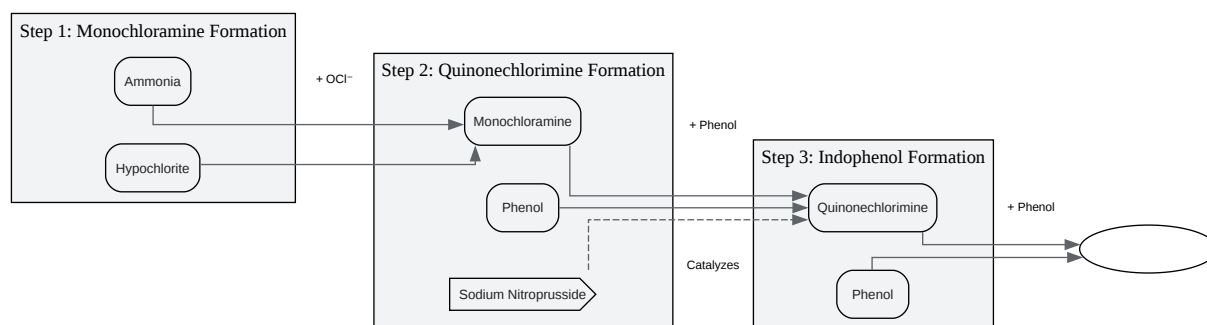 Step 1: Monochloramine Formation
Ammonia
Hypochlorite
+ OCl⁻
Step 2: Quinonechlorimine Formation
Monochloramine
Phenol
Sodium Nitroprusside
+ Phenol
Catalyzes
Step 3: Indophenol Formation
Quinonechlorimine
Phenol
+ Phenol